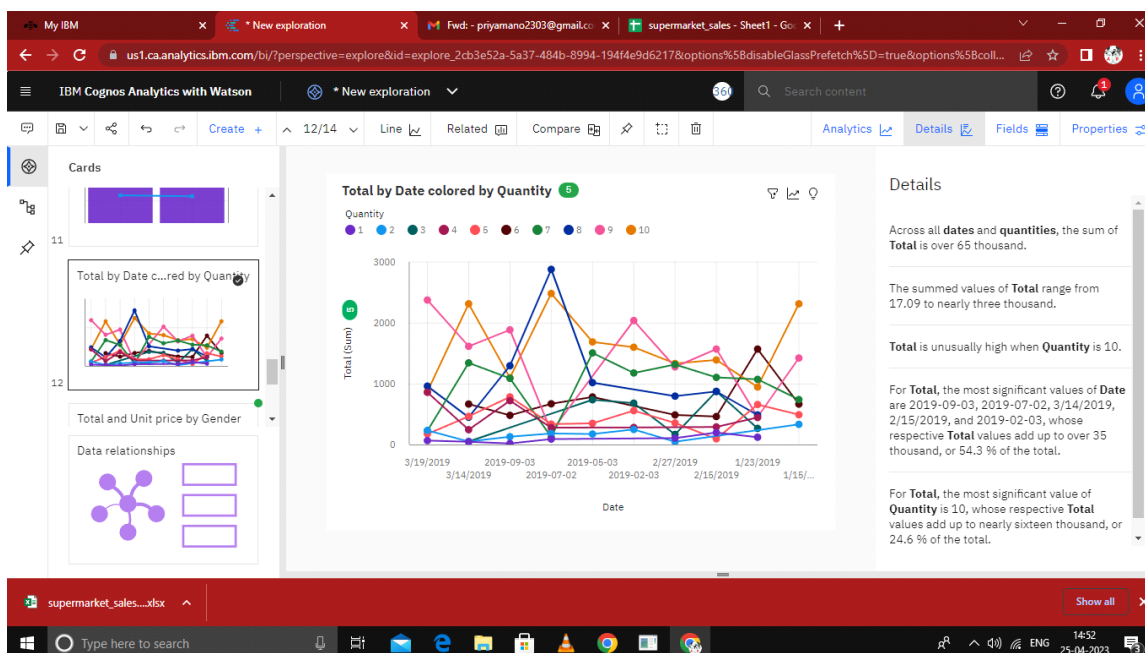 My IBM
* New exploration
Fwd: - priyamano2303@gmail.co
supermarket_sales - Sheet1 - Goo
us1.ca.analytics.ibm.com/bi/?perspective=explore&id=explore_2cb3e52a-5a37-484b-8994-194f4e9d6217&options%5BdisableGlassPrefetch%5D=true&options%5Bcoll...
IBM Cognos Analytics with Watson
* New exploration
360
Search content
1
Create +
12/14
Line
Related
Compare
Analytics
Details
Fields
Properties
Cards
11
Total by Date c...red by Quantity
12
Total and Unit price by Gender
Data relationships
Total by Date colored by Quantity 5
Quantity
1 2 3 4 5 6 7 8 9 10
Total (Sum)
5
3000
2000
1000
0
3/19/2019 2019-09-03 2019-05-03 2/27/2019 1/23/2019
3/14/2019 2019-07-02 2019-02-03 2/15/2019 1/15/...
Date
Details
Across all dates and quantities, the sum of
Total is over 65 thousand.
The summed values of Total range from
17.09 to nearly three thousand.
Total is unusually high when Quantity is 10.
For Total, the most significant values of Date
are 2019-09-03, 2019-07-02, 3/14/2019,
2/15/2019, and 2019-02-03, whose
respective Total values add up to over 35
thousand, or 54.3 % of the total.
For Total, the most significant value of
Quantity is 10, whose respective Total
values add up to nearly sixteen thousand, or
24.6 % of the total.
supermarket_sales....xlsx
Show all
Type here to search
ENG
14:52
25-04-2023
3